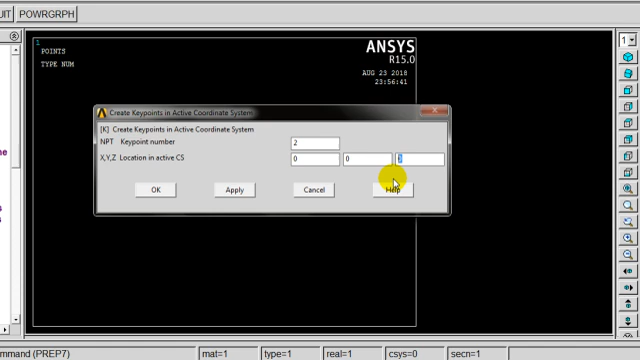 UIT POWRGRPH
1
POINTS
TYPE NUM
ANSYS
R15.0
AUG 23 2018
23:56:41
1
Create Keypoints in Active Coordinate System
[K] Create Keypoints in Active Coordinate System
NPT Keypoint number 2
X,Y,Z Location in active CS 0 0
OK Apply Cancel Help
ne
s
s
ommand (PREP7) mat=1 type=1 real=1 csys=0 secn=1